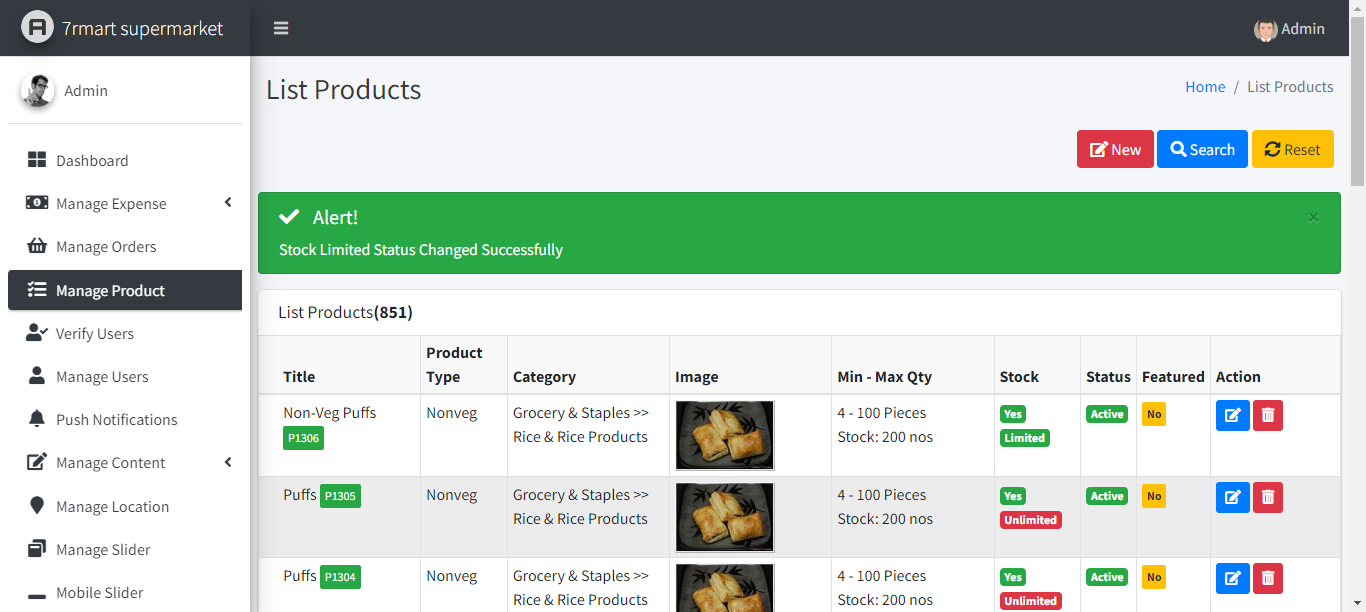 7rmart supermarket
Admin
Admin
Dashboard
Manage Expense
Manage Orders
Manage Product
Verify Users
Manage Users
Push Notifications
Manage Content
Manage Location
Manage Slider
Mobile Slider
List Products
Home / List Products
New
Search
Reset
Alert!
×
Stock Limited Status Changed Successfully
List Products(851)
Title Product Type Category Image Min - Max Qty Stock Status Featured Action
Non-Veg Puffs Nonveg Grocery & Staples >> 4 - 100 Pieces Yes Active No
P1306 Rice & Rice Products Stock: 200 nos Limited
Puffs P1305 Nonveg Grocery & Staples >> 4 - 100 Pieces Yes Active No
Rice & Rice Products Stock: 200 nos Unlimited
Puffs P1304 Nonveg Grocery & Staples >> 4 - 100 Pieces Yes Active No
Rice & Rice Products Stock: 200 nos Unlimited